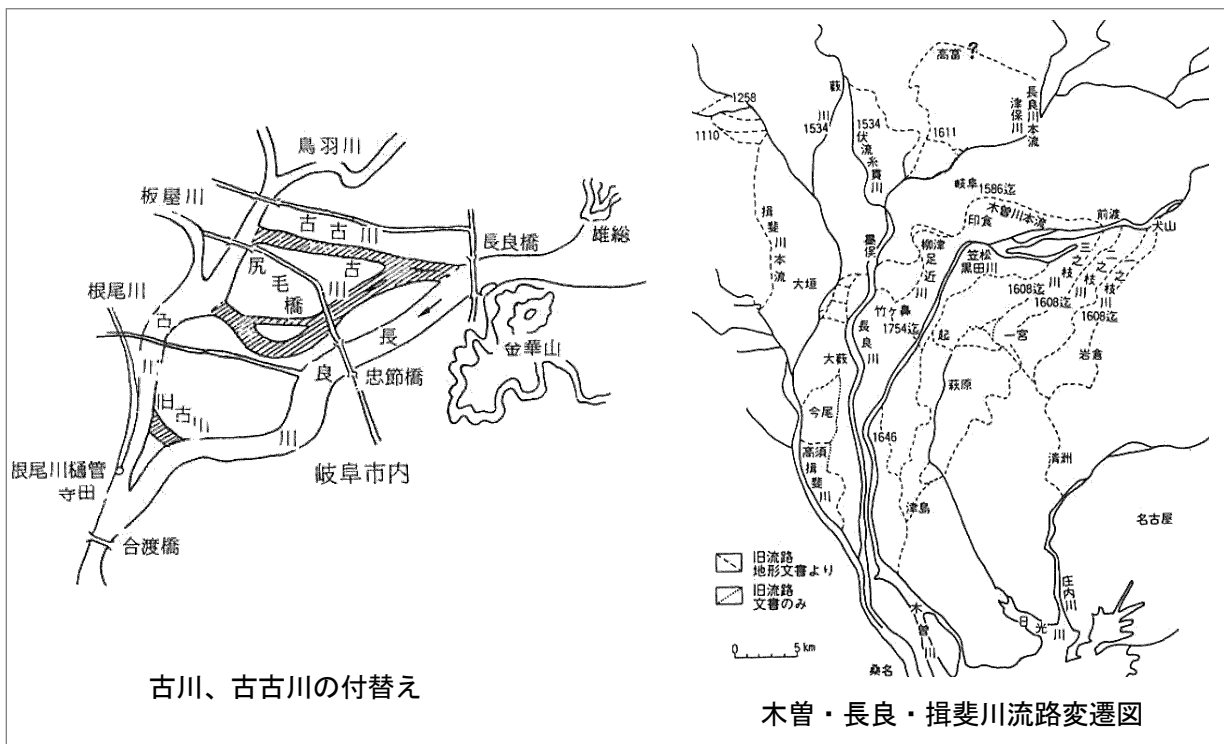 鳥羽川
板屋川
古古川
長良橋
雄総
尻毛橋
古川
根尾川
金華山
古川
長良川
忠節橋
旧古川
岐阜市内
根尾川樋管
寺田
合渡橋
古川、古古川の付替え
高富?
1258
藪川
1534
1534
伏流糸貫川
1611
津保川
長良川本流
1110
岐阜
1586迄
木曽川本流
前渡
犬山
印食
揖斐川本流
墨俣
柳津
足近川
笠松
黒田川
三之枝川
二之枝川
一之枝川
大垣
1608迄
1608迄
1608迄
竹ヶ鼻
1754迄
長良川
起
一宮
岩倉
大藪
萩原
今尾
1646
高須
揖斐川
清洲
津島
名古屋
旧流路
地形文書より
旧流路
文書のみ
庄内川
日光川
木曽川
0 5km
桑名
木曽・長良・揖斐川流路変遷図